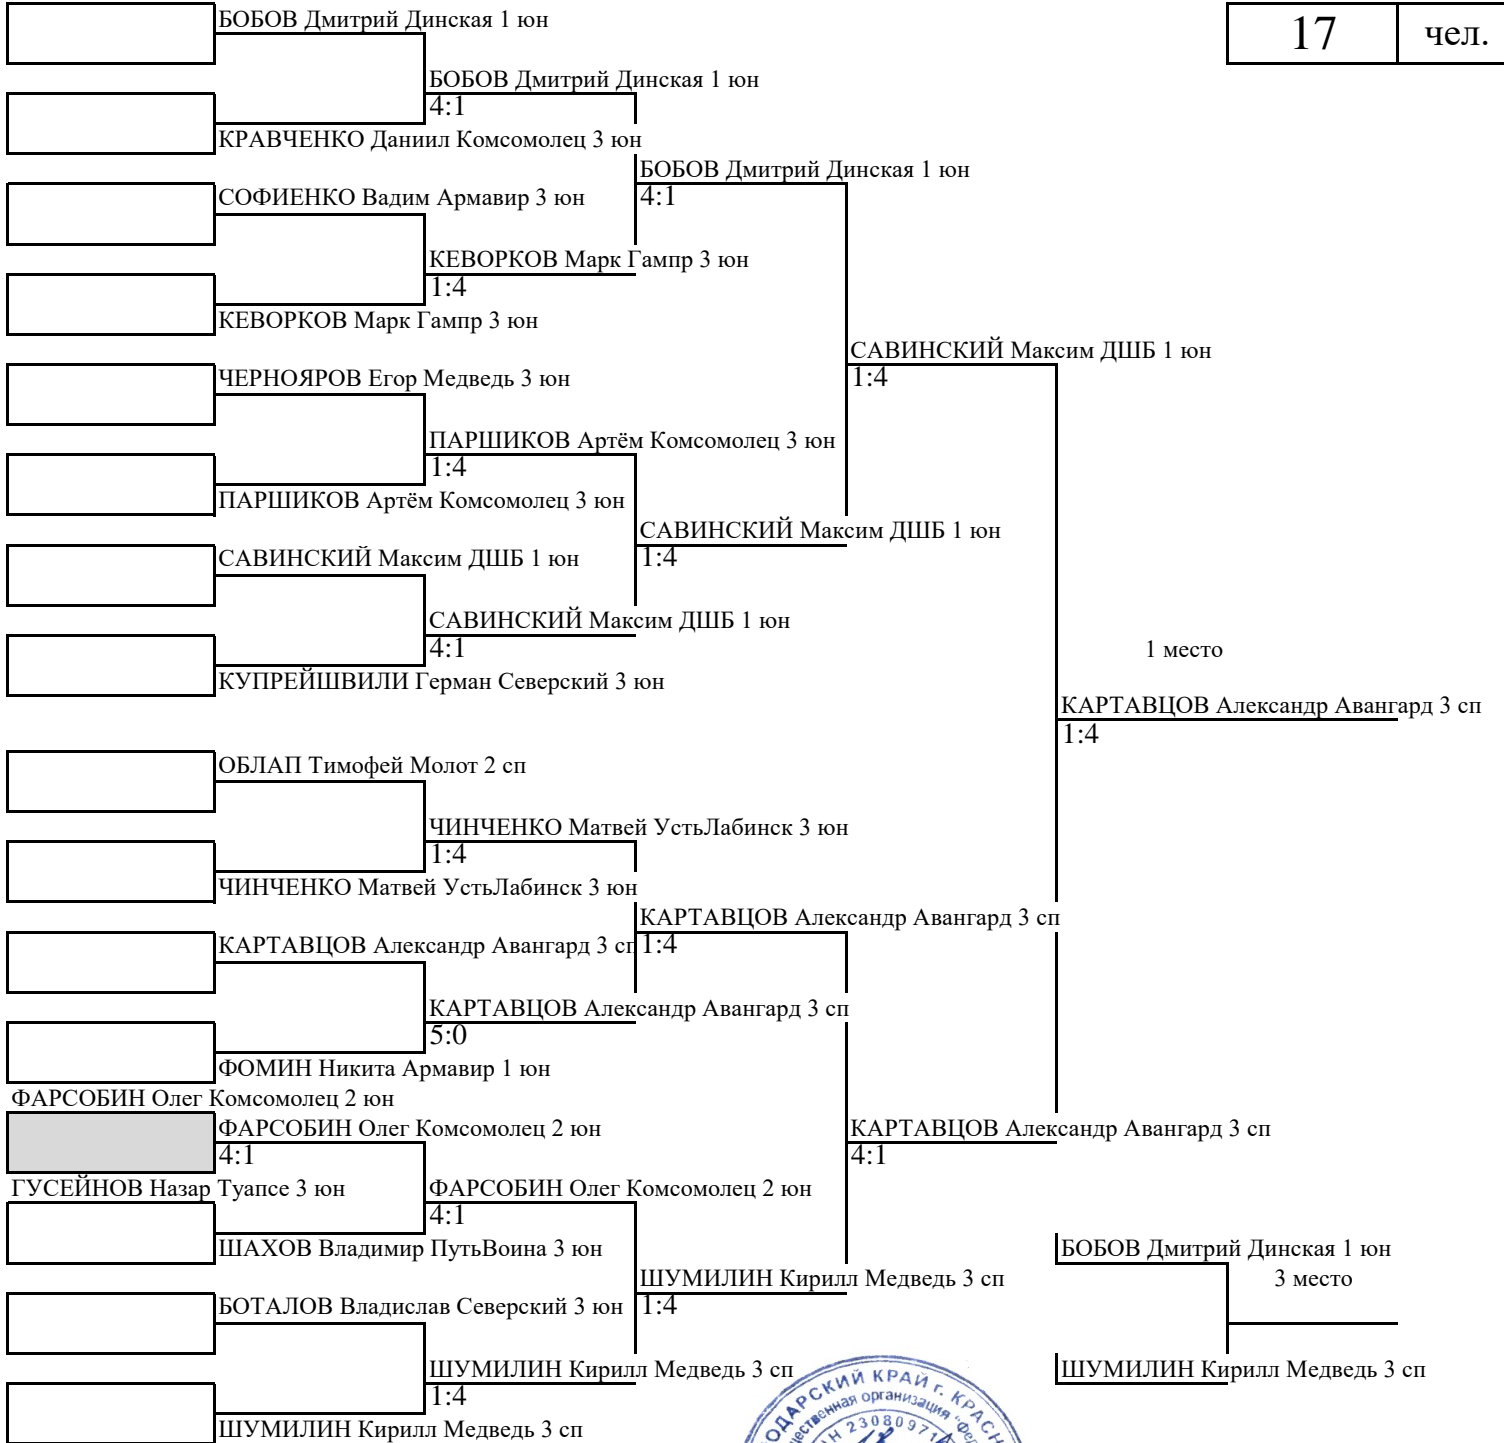 БОБОВ Дмитрий Динская 1 юн
17 чел.
БОБОВ Дмитрий Динская 1 юн
4:1
КРАВЧЕНКО Даниил Комсомолец 3 юн
БОБОВ Дмитрий Динская 1 юн
4:1
СОФИЕНКО Вадим Армавир 3 юн
КЕВОРКОВ Марк Гампр 3 юн
1:4
КЕВОРКОВ Марк Гампр 3 юн
САВИНСКИЙ Максим ДШБ 1 юн
1:4
ЧЕРНОЯРОВ Егор Медведь 3 юн
ПАРШИКОВ Артём Комсомолец 3 юн
1:4
ПАРШИКОВ Артём Комсомолец 3 юн
САВИНСКИЙ Максим ДШБ 1 юн
1:4
САВИНСКИЙ Максим ДШБ 1 юн
САВИНСКИЙ Максим ДШБ 1 юн
4:1
КУПРЕЙШВИЛИ Герман Северский 3 юн
1 место
КАРТАВЦОВ Александр Авангард 3 сп
1:4
ОБЛАП Тимофей Молот 2 сп
ЧИНЧЕНКО Матвей УстьЛабинск 3 юн
1:4
ЧИНЧЕНКО Матвей УстьЛабинск 3 юн
КАРТАВЦОВ Александр Авангард 3 сп
1:4
КАРТАВЦОВ Александр Авангард 3 сп
КАРТАВЦОВ Александр Авангард 3 сп
5:0
ФОМИН Никита Армавир 1 юн
ФАРСОБИН Олег Комсомолец 2 юн
ФАРСОБИН Олег Комсомолец 2 юн
4:1
КАРТАВЦОВ Александр Авангард 3 сп
4:1
ГУСЕЙНОВ Назар Туапсе 3 юн
ФАРСОБИН Олег Комсомолец 2 юн
4:1
ШАХОВ Владимир ПутьВоина 3 юн
БОБОВ Дмитрий Динская 1 юн
3 место
ШУМИЛИН Кирилл Медведь 3 сп
1:4
БОТАЛОВ Владислав Северский 3 юн
ШУМИЛИН Кирилл Медведь 3 сп
1:4
ШУМИЛИН Кирилл Медведь 3 сп
ШУМИЛИН Кирилл Медведь 3 сп
КРАЙ г.
организация